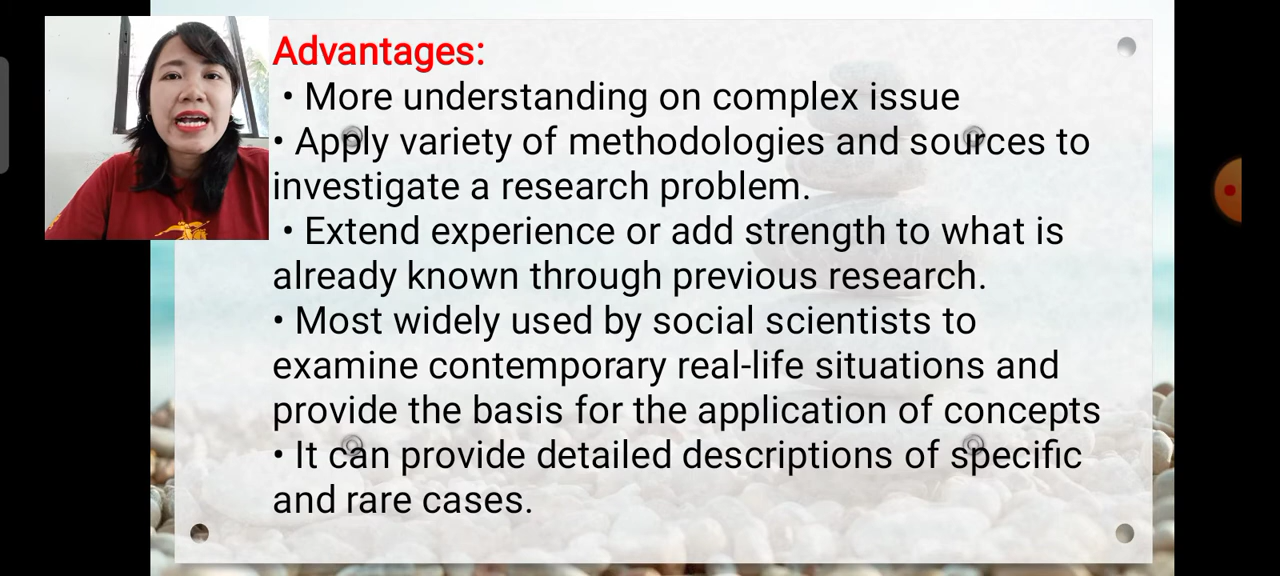 Advantages:
• More understanding on complex issue
• Apply variety of methodologies and sources to
investigate a research problem.
• Extend experience or add strength to what is
already known through previous research.
• Most widely used by social scientists to
examine contemporary real-life situations and
provide the basis for the application of concepts
• It can provide detailed descriptions of specific
and rare cases.